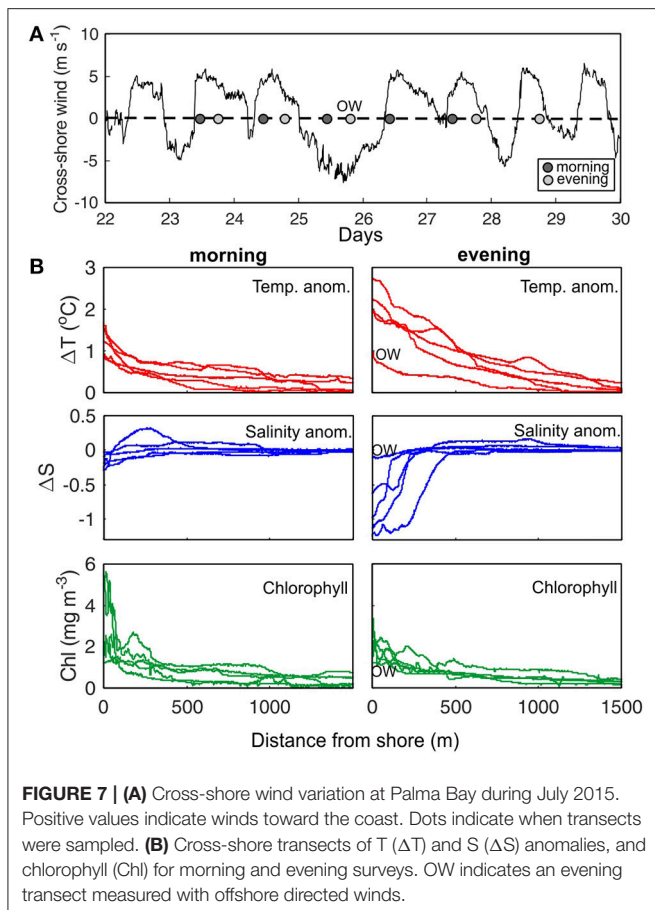 A
Cross-shore wind (m s⁻¹)
10
5
0
-5
-10
OW
morning
evening
22 23 24 25 26 27 28 29 30
Days
B
morning evening
ΔT (°C)
3
2
1
0
Temp. anom. Temp. anom.
OW
ΔS
0.5
0
-0.5
-1
Salinity anom. Salinity anom.
OW
Chl (mg m⁻³)
6
4
2
0
Chlorophyll Chlorophyll
OW
0 500 1000 0 500 1000 1500
Distance from shore (m)
FIGURE 7 | (A) Cross-shore wind variation at Palma Bay during July 2015.
Positive values indicate winds toward the coast. Dots indicate when transects
were sampled. (B) Cross-shore transects of T (ΔT) and S (ΔS) anomalies, and
chlorophyll (Chl) for morning and evening surveys. OW indicates an evening
transect measured with offshore directed winds.